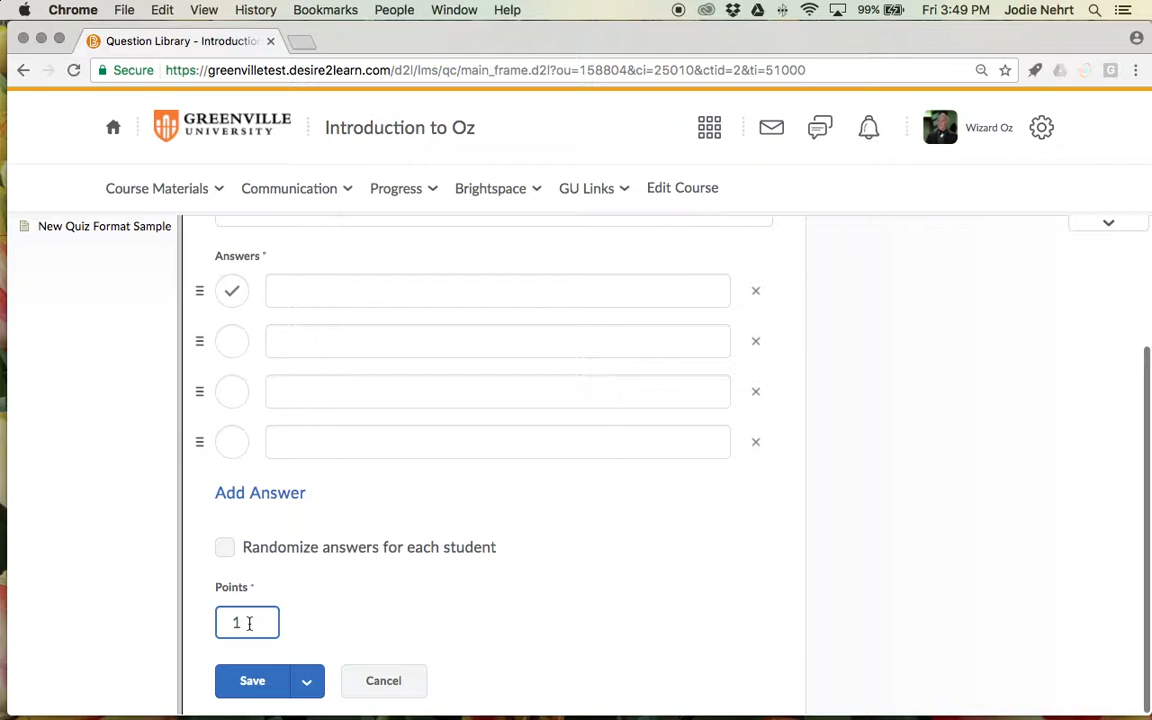 Chrome File Edit View History Bookmarks People Window Help 99% Fri 3:49 PM Jodie Nehrt
Question Library - Introduction
Secure https://greenvilletest.desire2learn.com/d2l/lms/qc/main_frame.d2l?ou=158804&ci=25010&ctid=2&ti=51000
GREENVILLE
UNIVERSITY
Introduction to Oz
Wizard Oz
Course Materials Communication Progress Brightspace GU Links Edit Course
New Quiz Format Sample
Answers *
Add Answer
Randomize answers for each student
Points *
1
Save Cancel